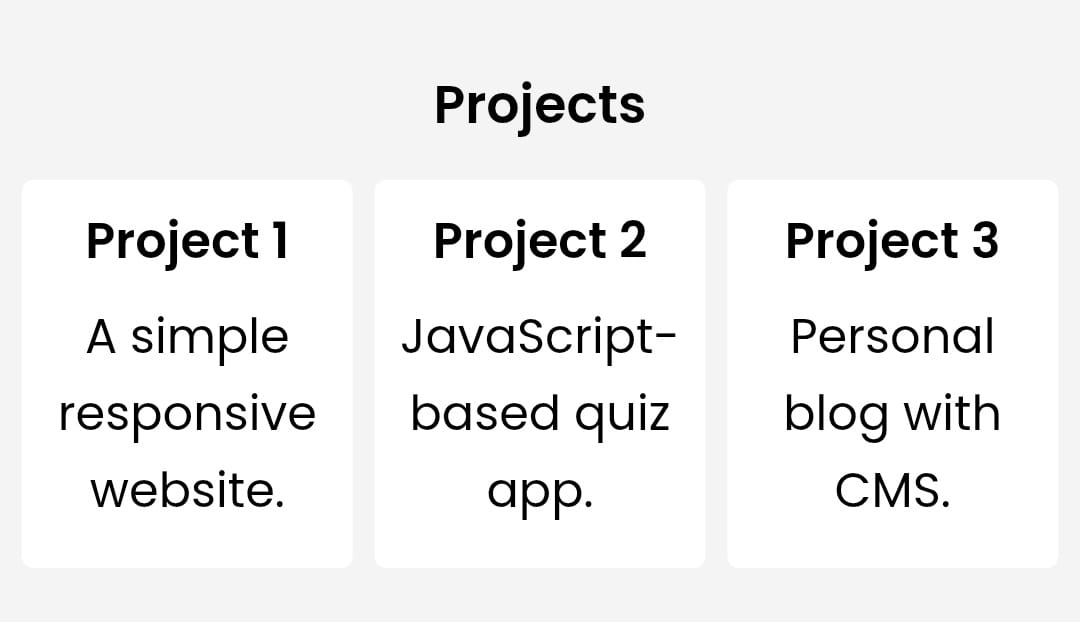 Projects
Project 1
A simple
responsive
website.
Project 2
JavaScript-
based quiz
app.
Project 3
Personal
blog with
CMS.